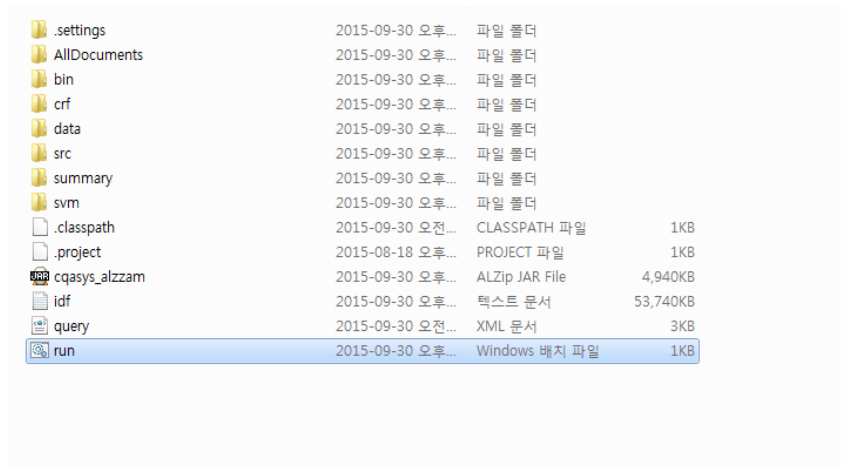 .settings 2015-09-30 오후... 파일 폴더
AllDocuments 2015-09-30 오후... 파일 폴더
bin 2015-09-30 오후... 파일 폴더
crf 2015-09-30 오후... 파일 폴더
data 2015-09-30 오후... 파일 폴더
src 2015-09-30 오후... 파일 폴더
summary 2015-09-30 오후... 파일 폴더
svm 2015-09-30 오후... 파일 폴더
.classpath 2015-09-30 오전... CLASSPATH 파일 1KB
.project 2015-08-18 오후... PROJECT 파일 1KB
JAR cqasys_alzzam 2015-09-30 오후... ALZip JAR File 4,940KB
idf 2015-09-30 오후... 텍스트 문서 53,740KB
query 2015-09-30 오전... XML 문서 3KB
run 2015-09-30 오후... Windows 배치 파일 1KB